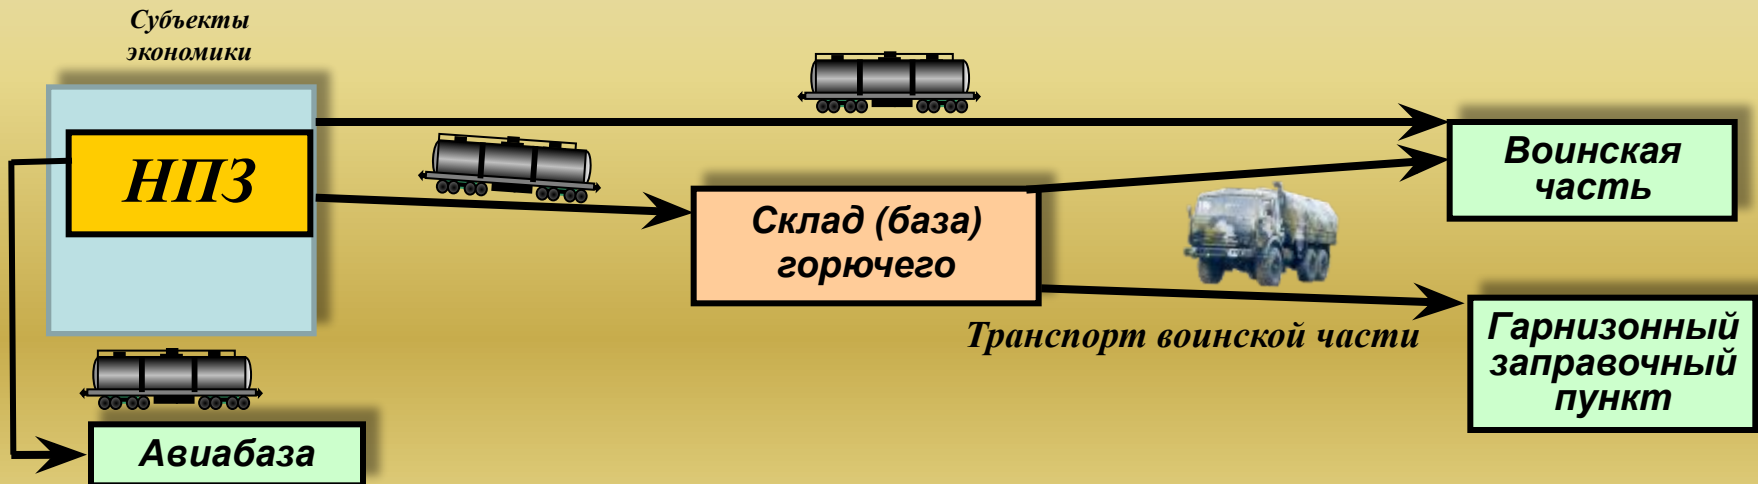 Субъекты
экономики
НПЗ
Воинская
часть
Склад (база)
горючего
Транспорт воинской части
Гарнизонный
заправочный
пункт
Авиабаза